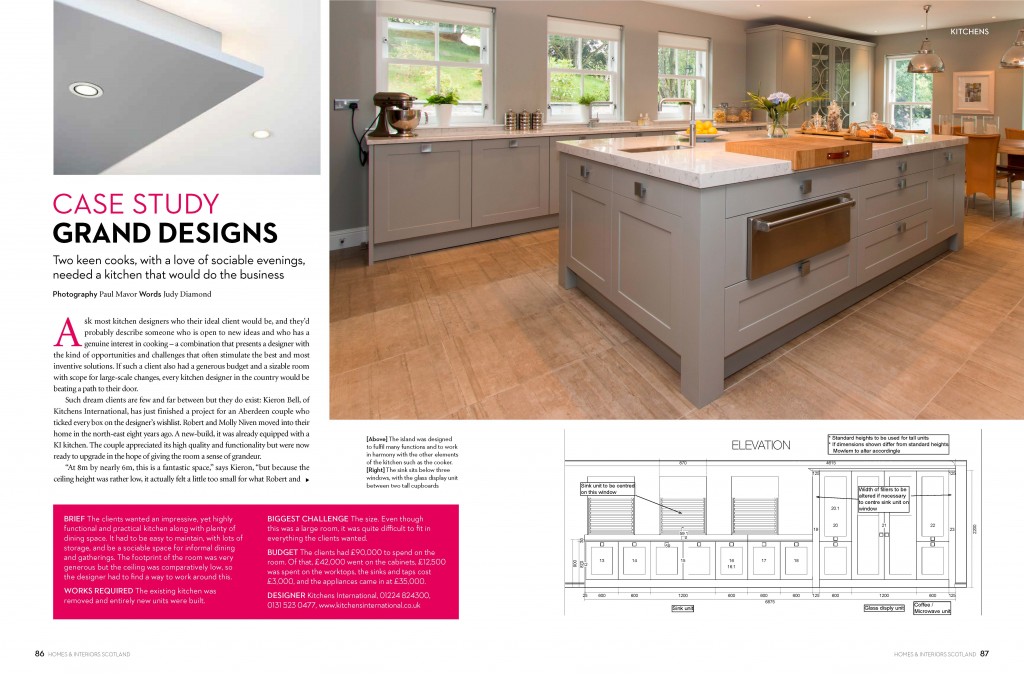 KITCHENS
CASE STUDY
GRAND DESIGNS
Two keen cooks, with a love of sociable evenings,
needed a kitchen that would do the business
Photography Paul Mavor Words Judy Diamond
Ask most kitchen designers who their ideal client would be, and they'd
probably describe someone who is open to new ideas and who has a
genuine interest in cooking – a combination that presents a designer with
the kind of opportunities and challenges that often stimulate the best and most
inventive solutions. If such a client also had a generous budget and a sizable room
with scope for large-scale changes, every kitchen designer in the country would be
beating a path to their door.
Such dream clients are few and far between but they do exist: Kieron Bell, of
Kitchens International, has just finished a project for an Aberdeen couple who
ticked every box on the designer's wishlist. Robert and Molly Niven moved into their
home in the north-east eight years ago. A new-build, it was already equipped with a
KI kitchen. The couple appreciated its high quality and functionality but were now
ready to upgrade in the hope of giving the room a sense of grandeur.
"At 8m by nearly 6m, this is a fantastic space," says Kieron, "but because the
ceiling height was rather low, it actually felt a little too small for what Robert and
BRIEF The clients wanted an impressive, yet highly
functional and practical kitchen along with plenty of
dining space. It had to be easy to maintain, with lots of
storage, and be a sociable space for informal dining
and gatherings. The footprint of the room was very
generous but the ceiling was comparatively low, so
the designer had to find a way to work around this.
WORKS REQUIRED The existing kitchen was
removed and entirely new units were built.
BIGGEST CHALLENGE The size. Even though
this was a large room, it was quite difficult to fit in
everything the clients wanted.
BUDGET The clients had £90,000 to spend on the
room. Of that, £42,000 went on the cabinets, £12,500
was spent on the worktops, the sinks and taps cost
£3,000, and the appliances came in at £35,000.
DESIGNER Kitchens International, 01224 824300,
0131 523 0477, www.kitchensinternational.co.uk
[Above] The island was designed
to fulfil many functions and to work
in harmony with the other elements
of the kitchen such as the cooker.
[Right] The sink sits below three
windows, with the glass display unit
between two tall cupboards
ELEVATION
* Standard heights to be used for tall units
* If dimensions shown differ from standard heights
Mowlem to alter accordingle
870
4815
Sink unit to be centred
on this window
Width of fillers to be
altered if necessary
to centre sink unit on
window
120
120
20.1
20
21
22
19
23
13
14
15
16
16.1
17
18
900
2200
25
600
600
1200
600
600
600
120
600
1200
600
120
6875
Sink unit
Glass disply unit
Coffee /
Microwave unit
86 HOMES & INTERIORS SCOTLAND
HOMES & INTERIORS SCOTLAND 87